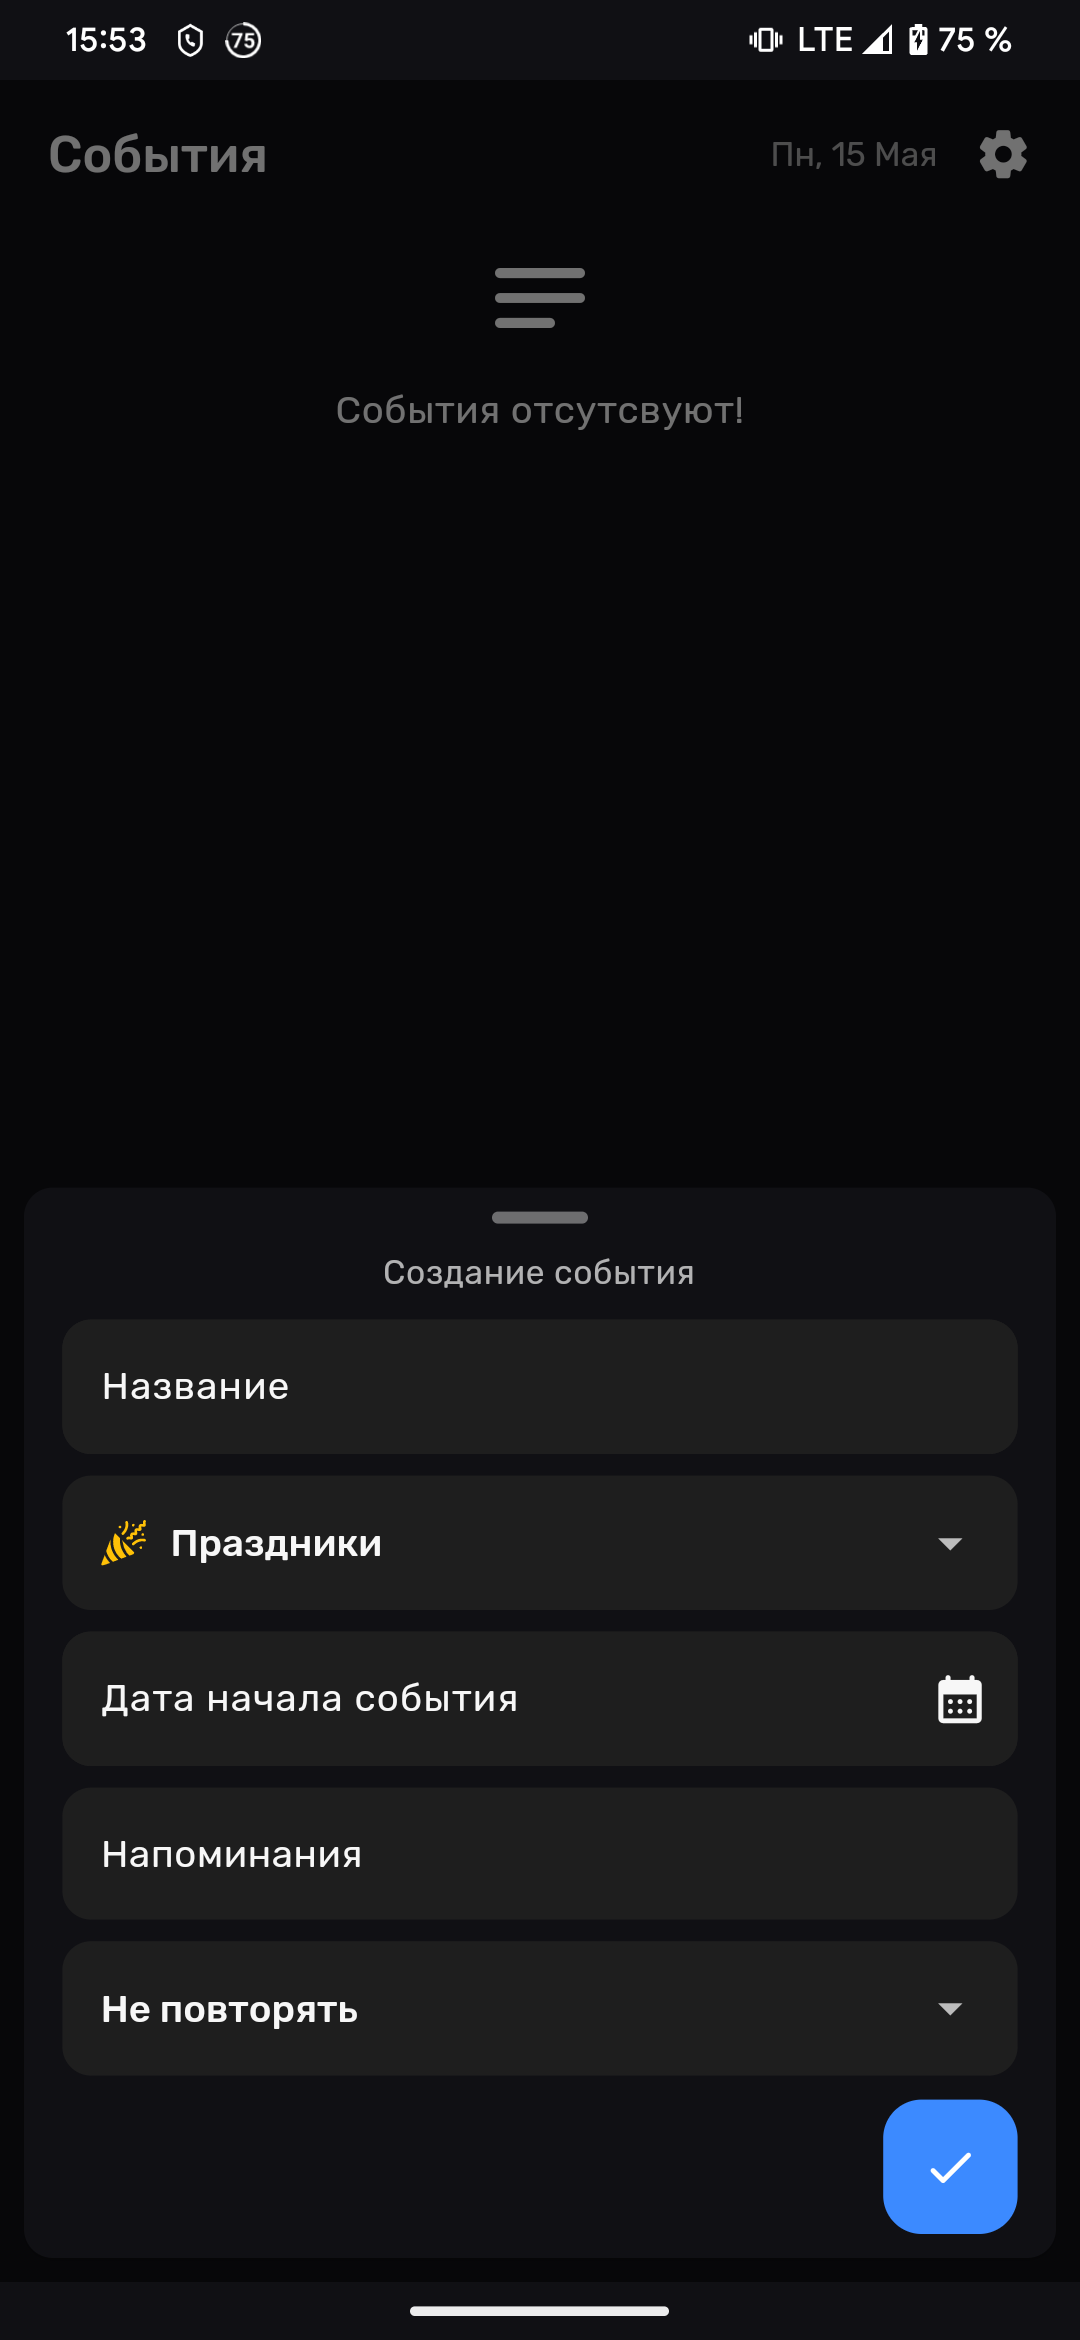 15:53 75 LTE 75 %
События Пн, 15 Мая
События отсутсвуют!
Создание события
Название
Праздники
Дата начала события
Напоминания
Не повторять